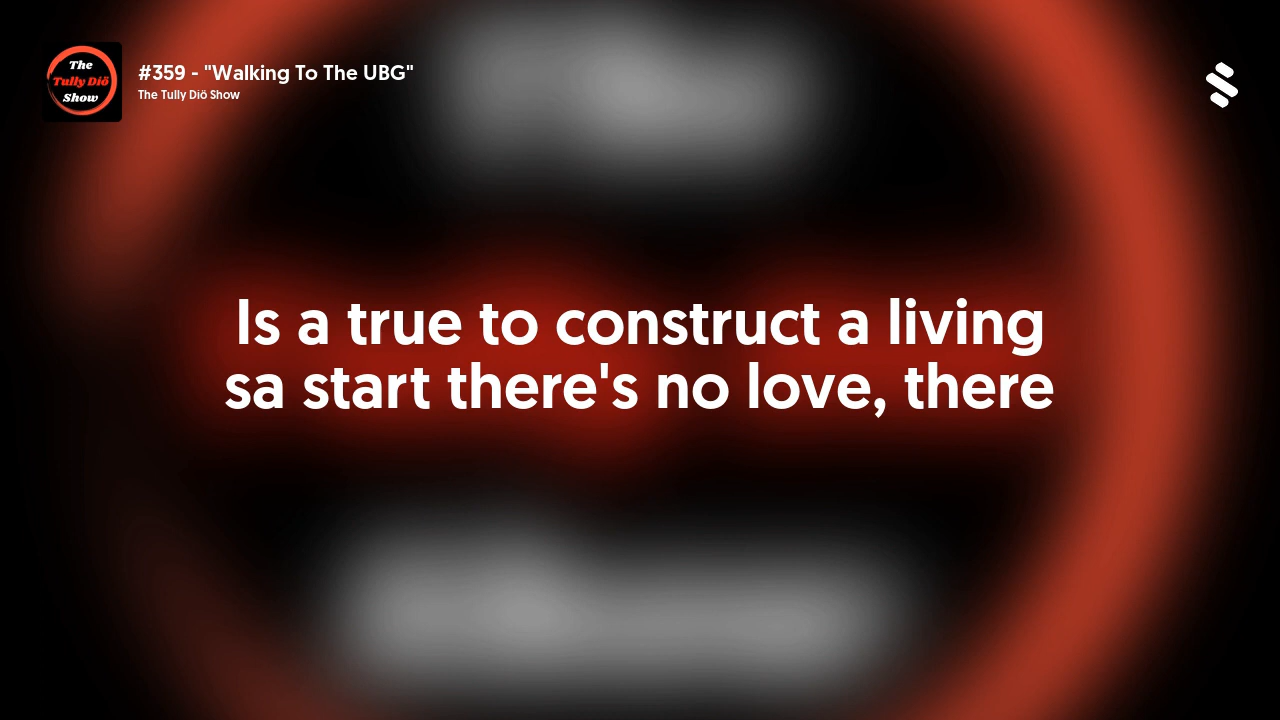 The
Tully Diö
Show
#359 - "Walking To The UBG"
The Tully Diö Show
Is a true to construct a living
sa start there's no love, there